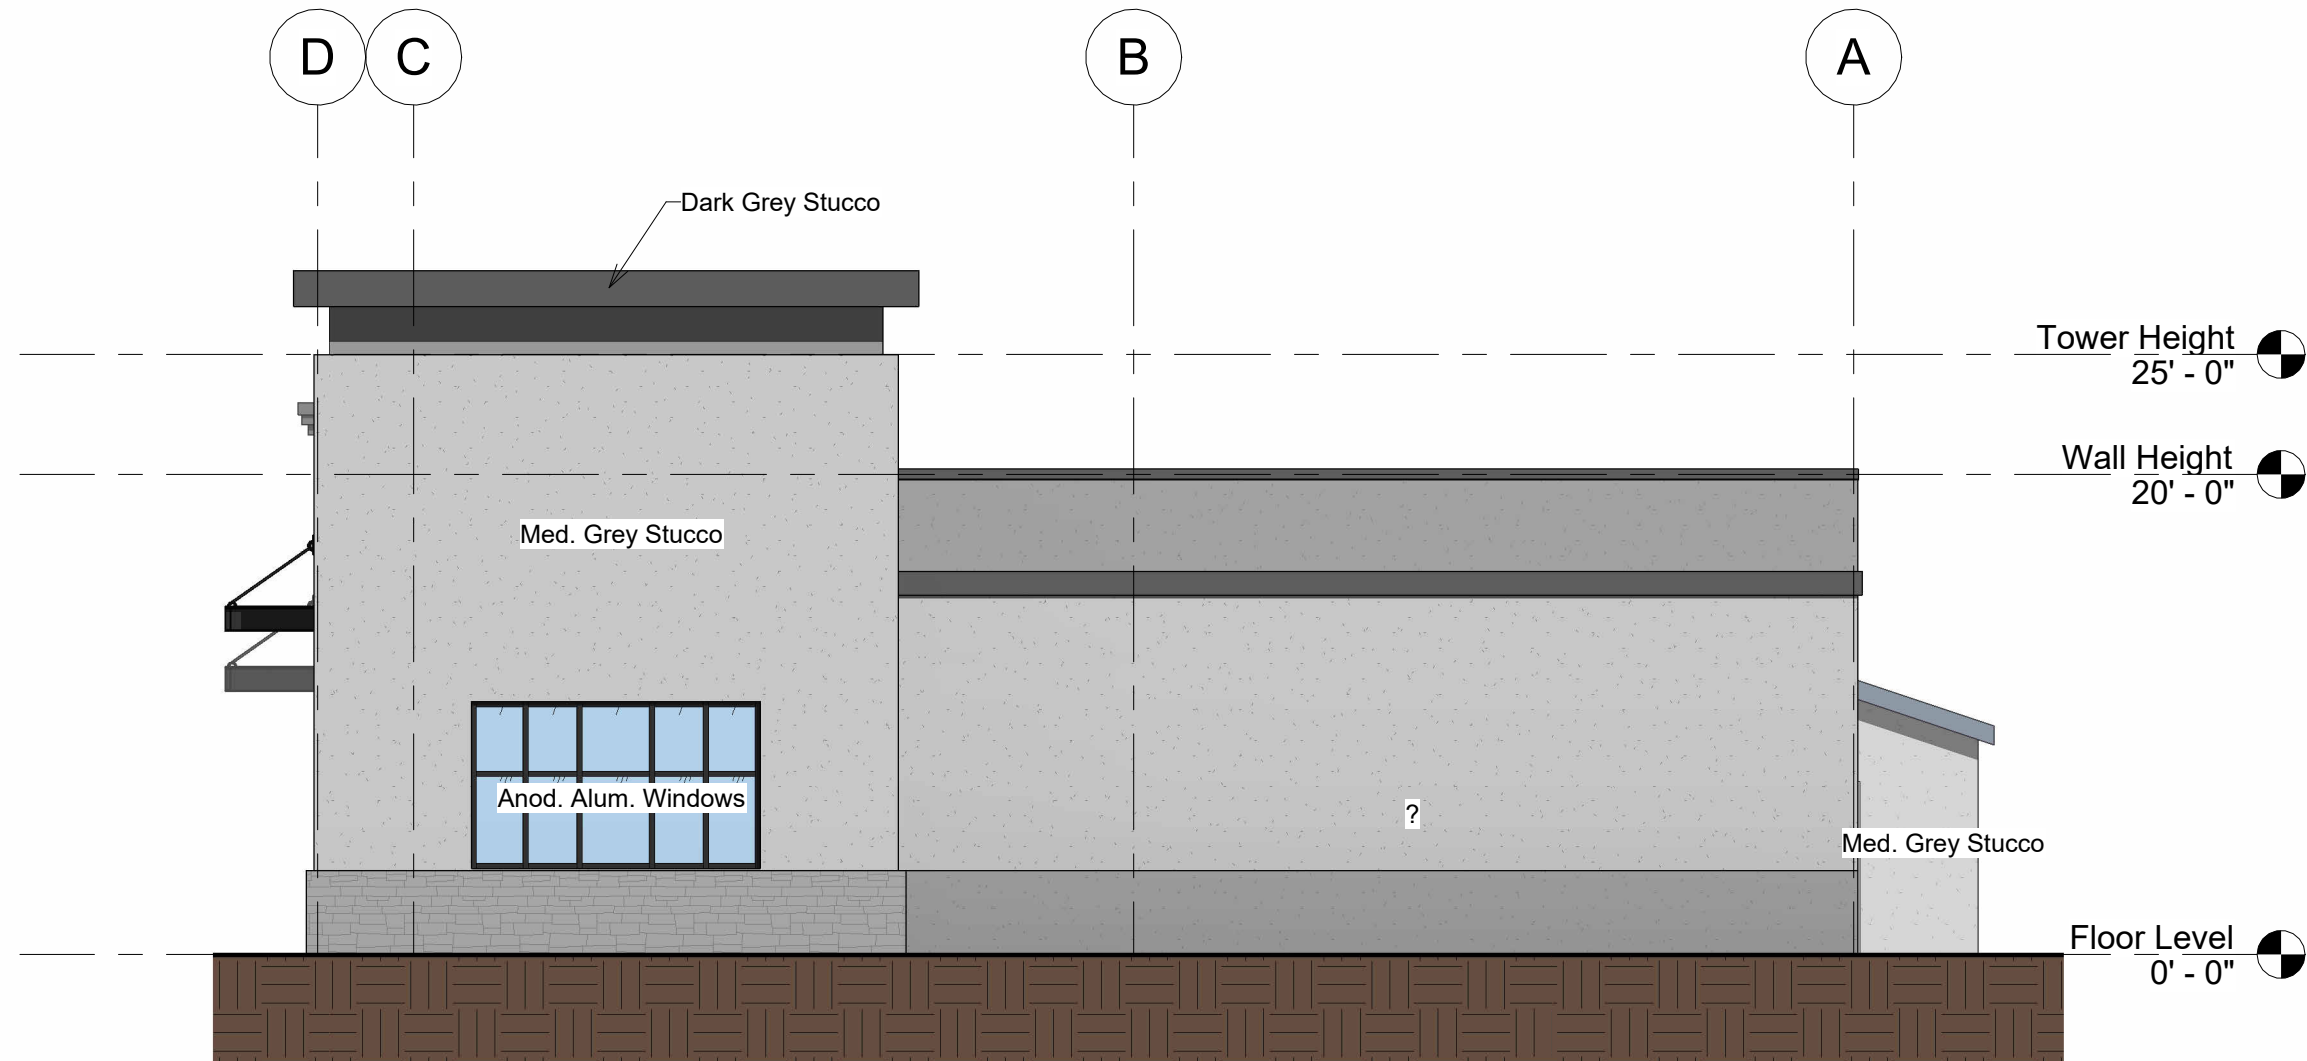 D C B A
Dark Grey Stucco
Tower Height
25' - 0"
Wall Height
20' - 0"
Med. Grey Stucco
Anod. Alum. Windows
?
Med. Grey Stucco
Floor Level
0' - 0"